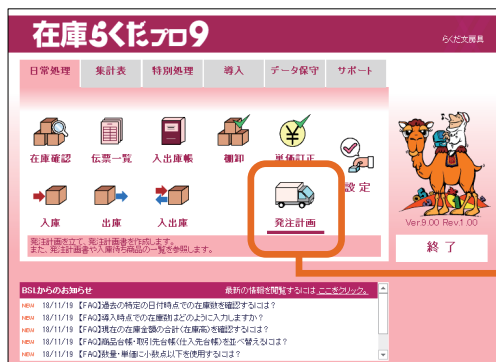 在庫らくだプロ9
らくだ文房具
日常処理 集計表 特別処理 導入 データ保守 サポート
在庫確認 伝票一覧 入出庫帳 棚卸 単価訂正
設定
入庫 出庫 入出庫 発注計画
Ver.9.00 Rev.1.00
終了
発注計画を立て、発注計画書を作成します。
また、発注計画書や入庫待ち商品の一覧を参照します。
BSLからのお知らせ 最新の情報を閲覧するには ここをクリック。
NEW 18/11/19 【FAQ】過去の特定の日付時点での在庫数を確認するには?
NEW 18/11/19 【FAQ】導入時点での在庫数はどのように入力しますか?
NEW 18/11/19 【FAQ】現在の在庫金額の合計(在庫高)を確認するには?
NEW 18/11/19 【FAQ】商品台帳・取引先台帳(仕入先台帳)を並べ替えるには?
NEW 18/11/19 【FAQ】数量・単価に小数点以下を使用するには?